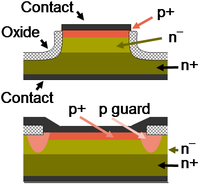 Contact
p+
Oxide
n−
n+
Contact
p+ p guard
n−
n+